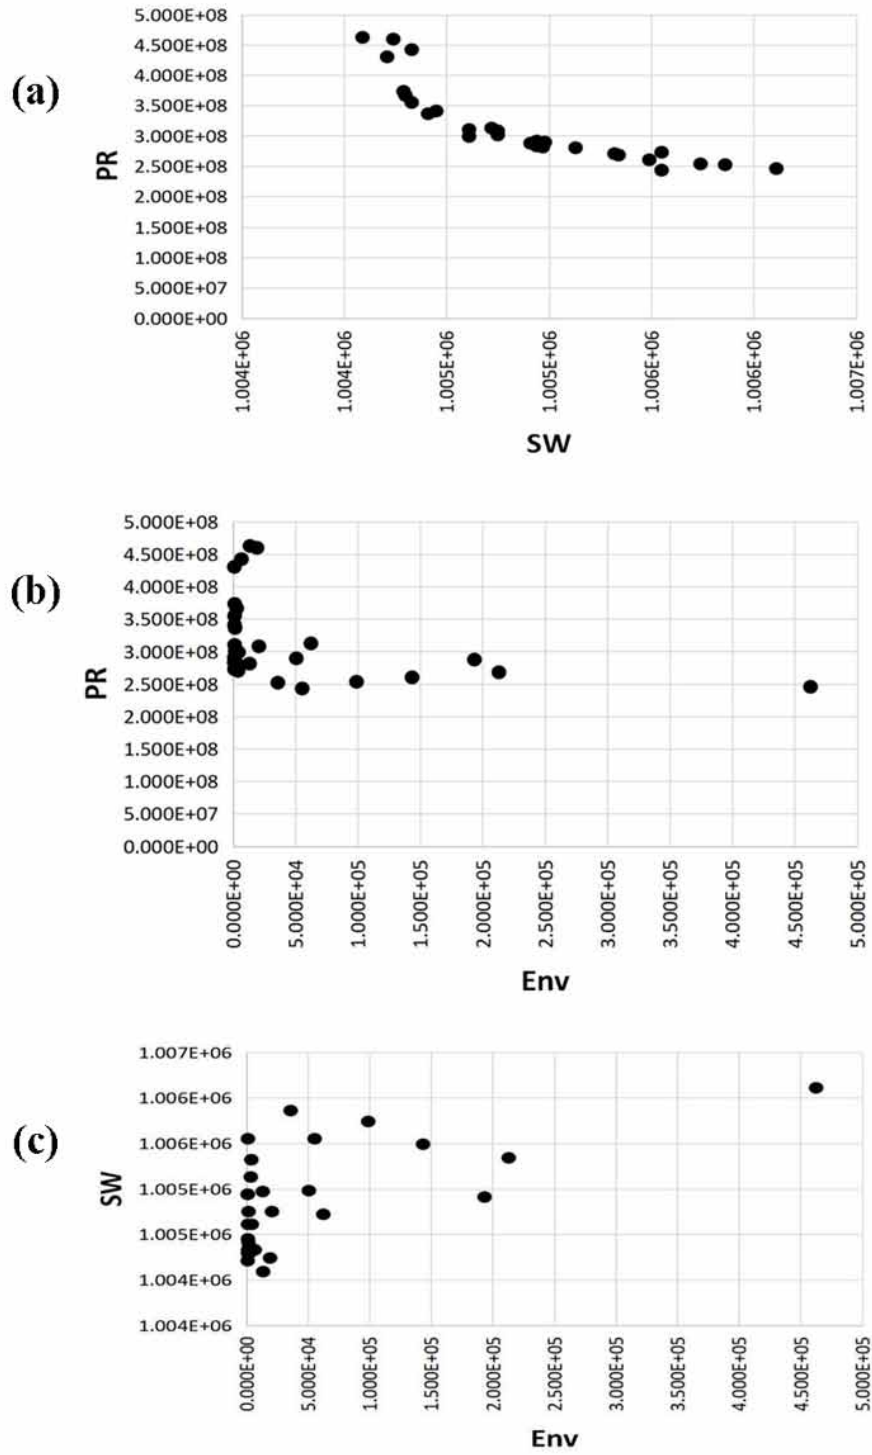 (a)
PR
5.000E+08
4.500E+08
4.000E+08
3.500E+08
3.000E+08
2.500E+08
2.000E+08
1.500E+08
1.000E+08
5.000E+07
0.000E+00
1.004E+06
1.004E+06
1.005E+06
1.005E+06
1.006E+06
1.006E+06
1.007E+06
SW
(b)
PR
5.000E+08
4.500E+08
4.000E+08
3.500E+08
3.000E+08
2.500E+08
2.000E+08
1.500E+08
1.000E+08
5.000E+07
0.000E+00
0.000E+00
5.000E+04
1.000E+05
1.500E+05
2.000E+05
2.500E+05
3.000E+05
3.500E+05
4.000E+05
4.500E+05
5.000E+05
Env
(c)
SW
1.007E+06
1.006E+06
1.006E+06
1.005E+06
1.005E+06
1.004E+06
1.004E+06
0.000E+00
5.000E+04
1.000E+05
1.500E+05
2.000E+05
2.500E+05
3.000E+05
3.500E+05
4.000E+05
4.500E+05
5.000E+05
Env